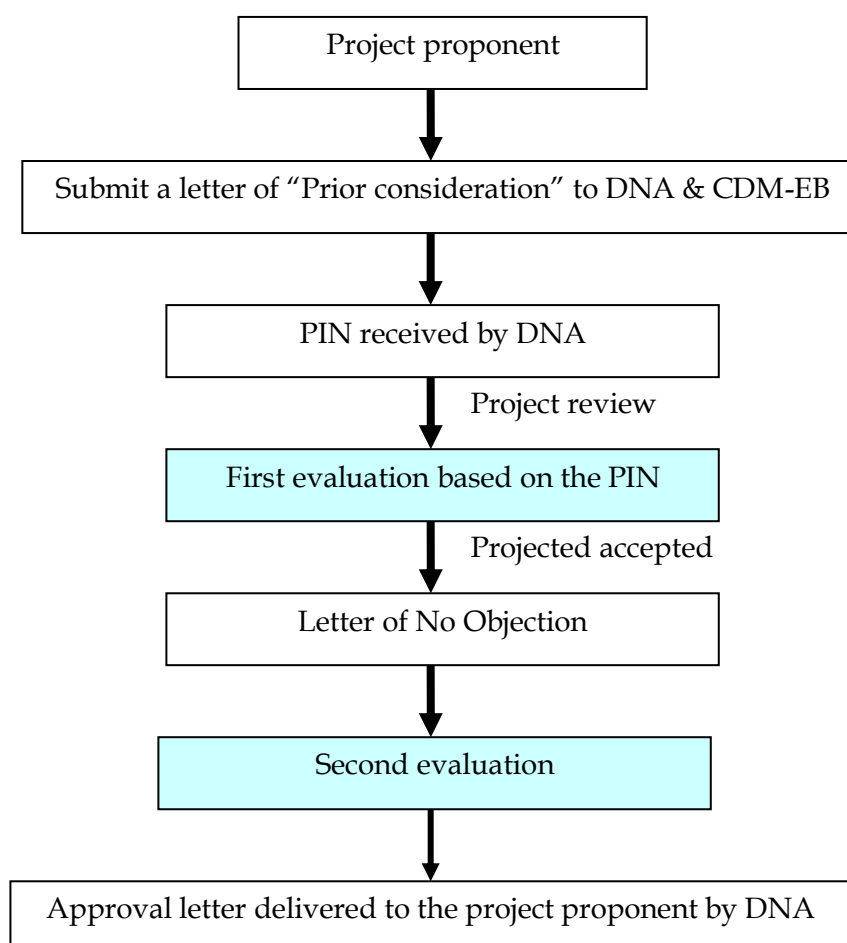 Project proponent
Submit a letter of “Prior consideration” to DNA & CDM-EB
PIN received by DNA
Project review
First evaluation based on the PIN
Projected accepted
Letter of No Objection
Second evaluation
Approval letter delivered to the project proponent by DNA